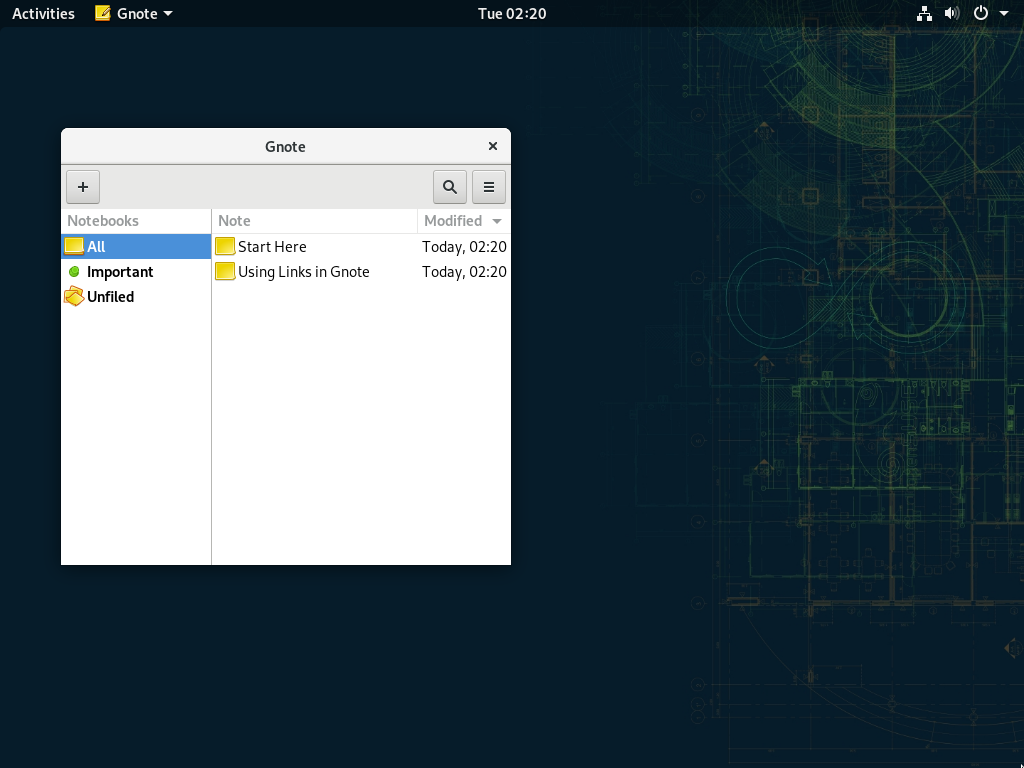 Activities Gnote Tue 02:20
Gnote
Notebooks Note Modified
All Start Here Today, 02:20
Important Using Links in Gnote Today, 02:20
Unfiled